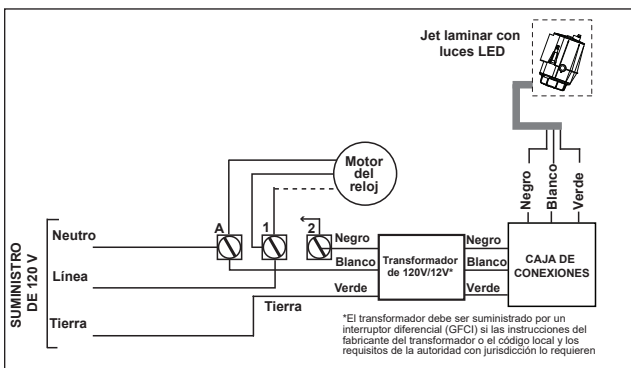 Jet laminar con
luces LED
Motor
del
reloj
Negro
Blanco
Verde
A
1
2
SUMINISTRO
DE 120 V
Neutro
Línea
Tierra
Tierra
Negro
Blanco
Verde
Transformador
de 120V/12V*
Negro
Blanco
Verde
CAJA DE
CONEXIONES
*El transformador debe ser suministrado por un
interruptor diferencial (GFCI) si las instrucciones del
fabricante del transformador o el código local y los
requisitos de la autoridad con jurisdicción lo requieren